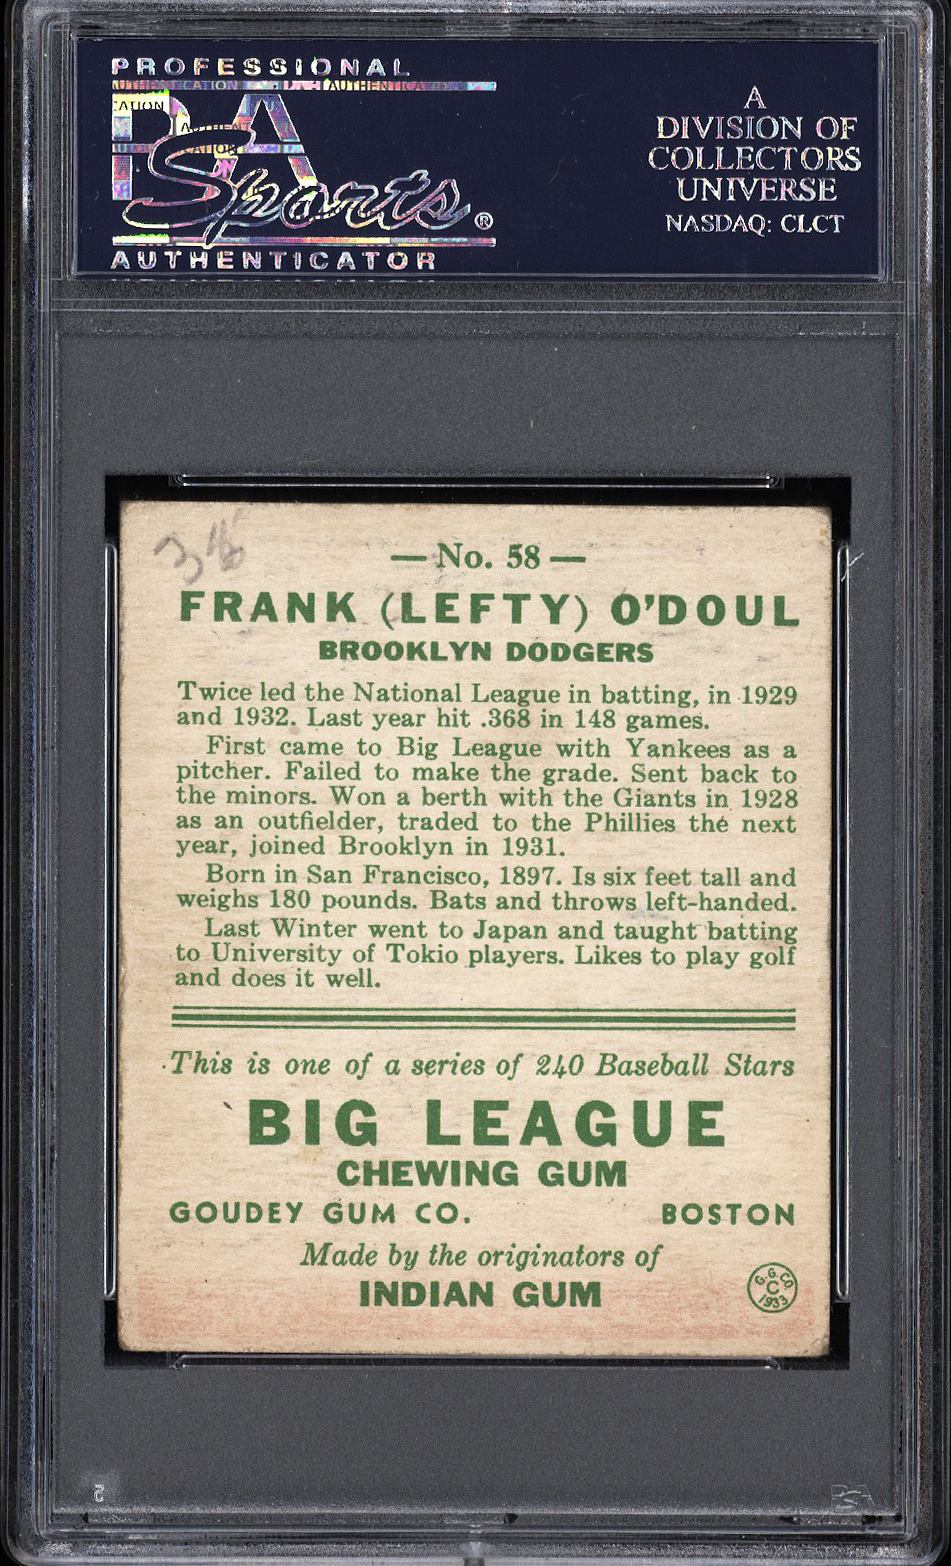 PROFESSIONAL
PSA
Sports®
AUTHENTICATOR
A
DIVISION OF
COLLECTORS
UNIVERSE
NASDAQ: CLCT
36
— No. 58 —
FRANK (LEFTY) O'DOUL
BROOKLYN DODGERS
Twice led the National League in batting, in 1929
and 1932. Last year hit .368 in 148 games.
First came to Big League with Yankees as a
pitcher. Failed to make the grade. Sent back to
the minors. Won a berth with the Giants in 1928
as an outfielder, traded to the Phillies the next
year, joined Brooklyn in 1931.
Born in San Francisco, 1897. Is six feet tall and
weighs 180 pounds. Bats and throws left-handed.
Last Winter went to Japan and taught batting
to University of Tokio players. Likes to play golf
and does it well.
This is one of a series of 240 Baseball Stars
BIG LEAGUE
CHEWING GUM
GOUDEY GUM CO. BOSTON
Made by the originators of
INDIAN GUM
G.G.CO.
C
1933